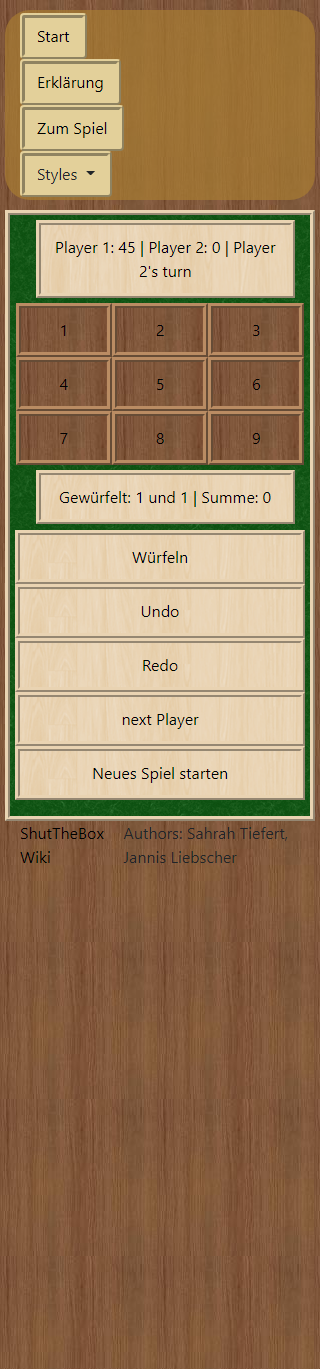 Start
Erklärung
Zum Spiel
Styles
Player 1: 45 | Player 2: 0 | Player
2's turn
1 2 3
4 5 6
7 8 9
Gewürfelt: 1 und 1 | Summe: 0
Würfeln
Undo
Redo
next Player
Neues Spiel starten
ShutTheBox
Wiki
Authors: Sahrah Tiefert,
Jannis Liebscher